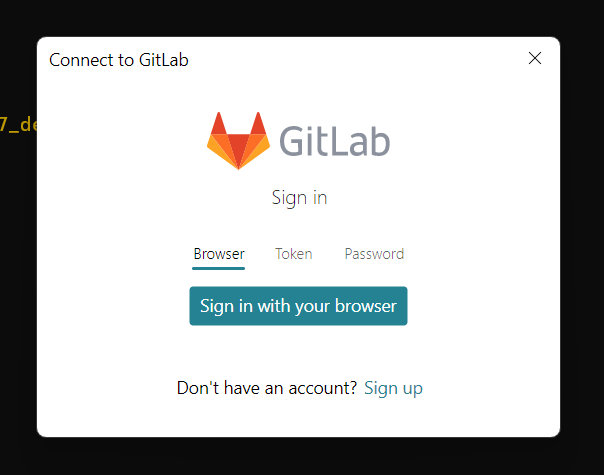 Connect to GitLab
7_de
GitLab
Sign in
Browser Token Password
Sign in with your browser
Don't have an account? Sign up